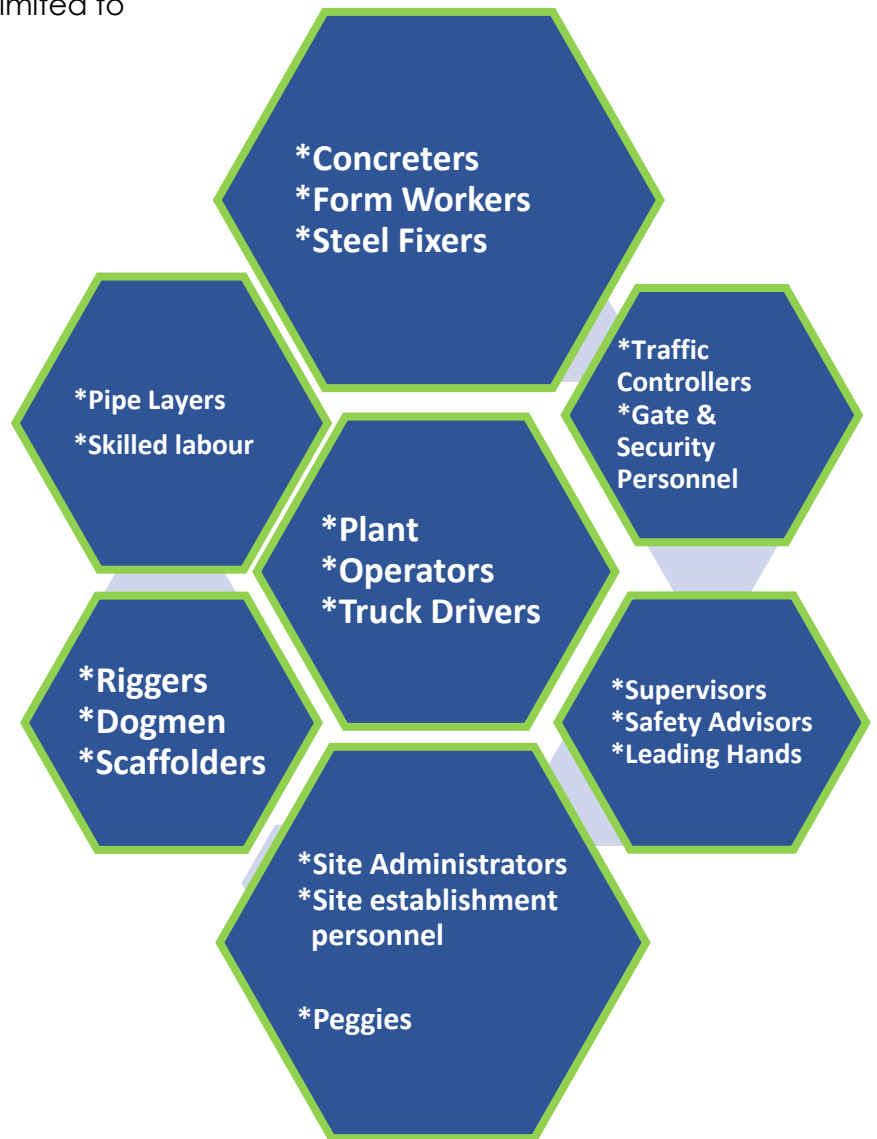 imited to
*Concreters
*Form Workers
*Steel Fixers
*Pipe Layers
*Skilled labour
*Traffic
Controllers
*Gate &
Security
Personnel
*Plant
*Operators
*Truck Drivers
*Riggers
*Dogmen
*Scaffolders
*Supervisors
*Safety Advisors
*Leading Hands
*Site Administrators
*Site establishment
personnel
*Peggies